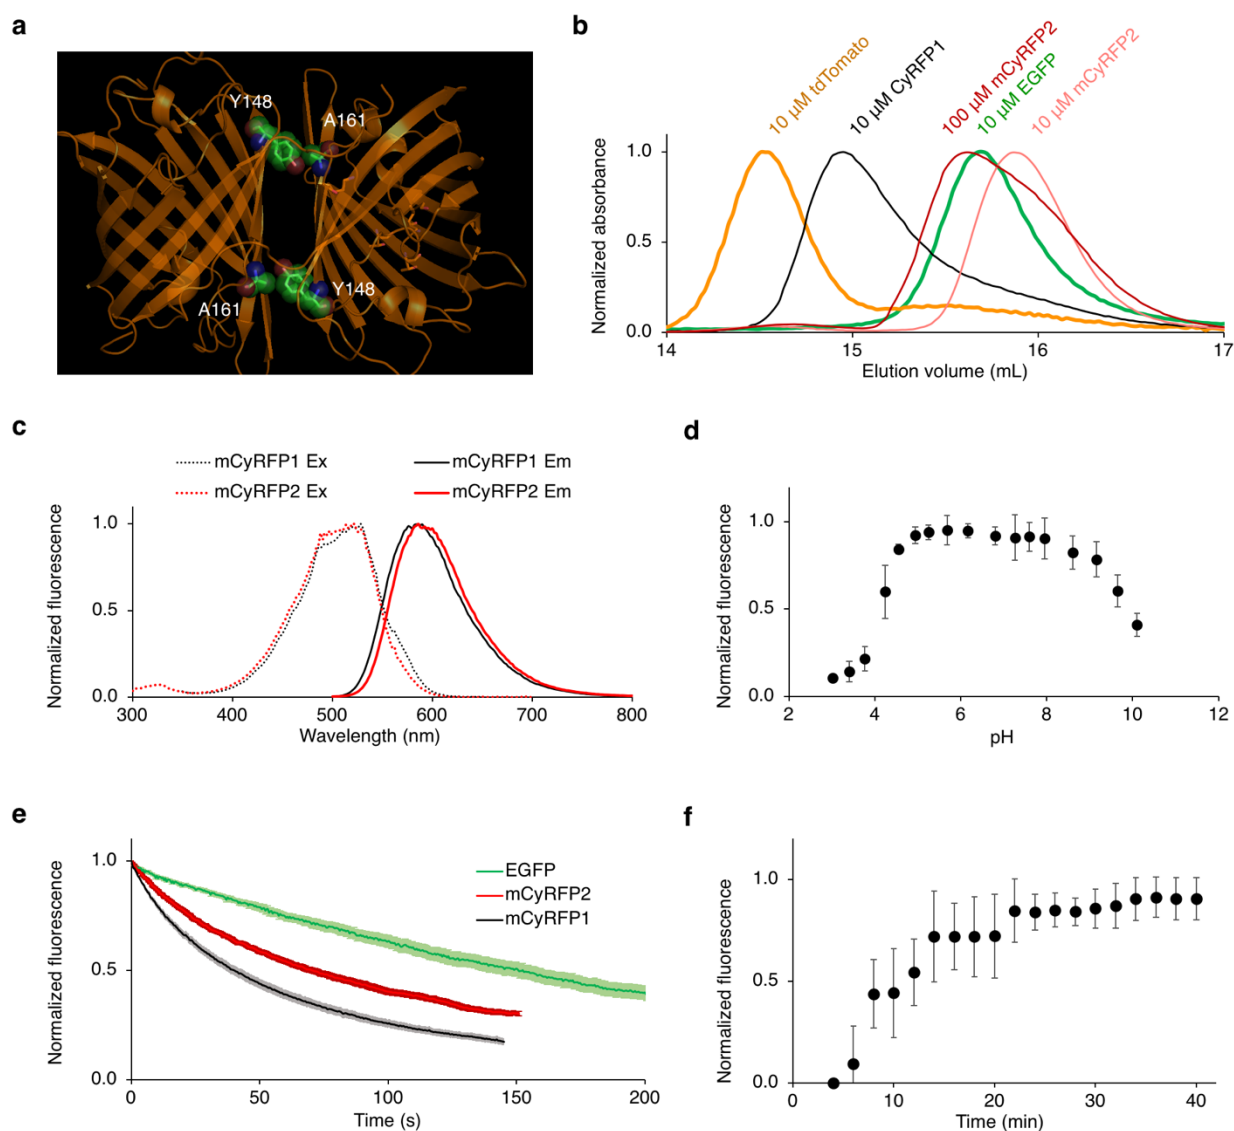 a
Y148
A161
A161
Y148
b
10 µM tdTomato
10 µM CyRFP1
100 µM mCyRFP2
10 µM EGFP
10 µM mCyRFP2
Normalized absorbance
1.0
0.5
0.0
14
15
16
17
Elution volume (mL)
c
mCyRFP1 Ex
mCyRFP1 Em
mCyRFP2 Ex
mCyRFP2 Em
Normalized fluorescence
1.0
0.5
0.0
300
400
500
600
700
800
Wavelength (nm)
d
Normalized fluorescence
1.0
0.5
0.0
2
4
6
8
10
12
pH
e
Normalized fluorescence
1.0
0.5
0.0
EGFP
mCyRFP2
mCyRFP1
0
50
100
150
200
Time (s)
f
Normalized fluorescence
1.0
0.5
0.0
0
10
20
30
40
Time (min)